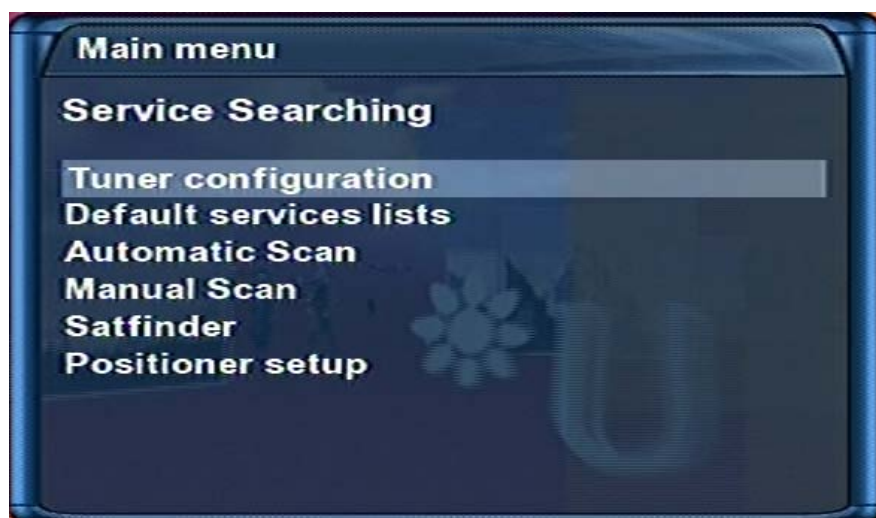 Main menu
Service Searching
Tuner configuration
Default services lists
Automatic Scan
Manual Scan
Satfinder
Positioner setup